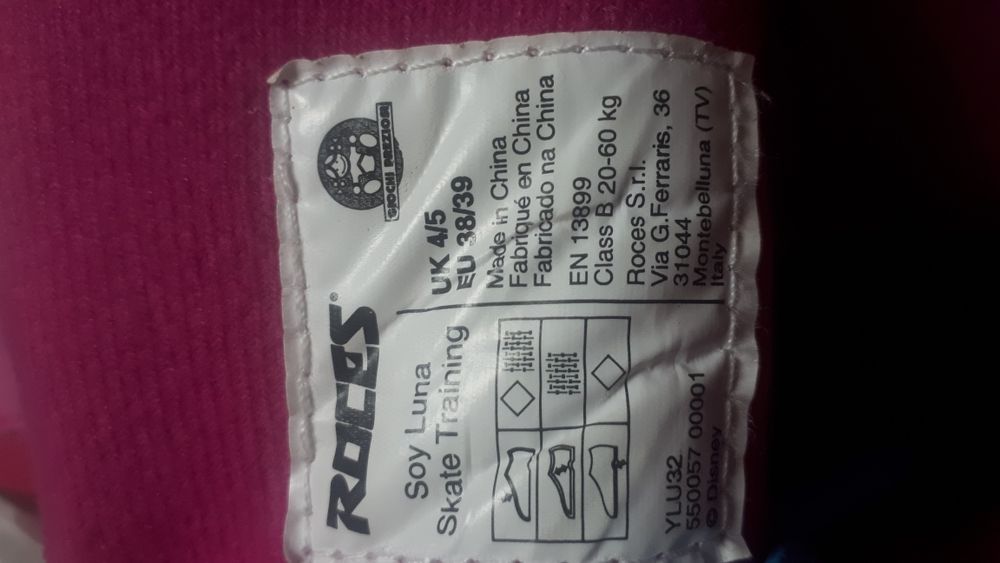 ROCES®
GIOCHI PREZIOSI
Soy Luna
Skate Training
UK 4/5
EU 38/39
Made in China
Fabriqué en China
Fabricado na China
EN 13899
Class B 20-60 kg
Roces S.r.l.
Via G.Ferraris, 36
31044
Montebelluna (TV)
Italy
YLU32
550057 00001
© Disney